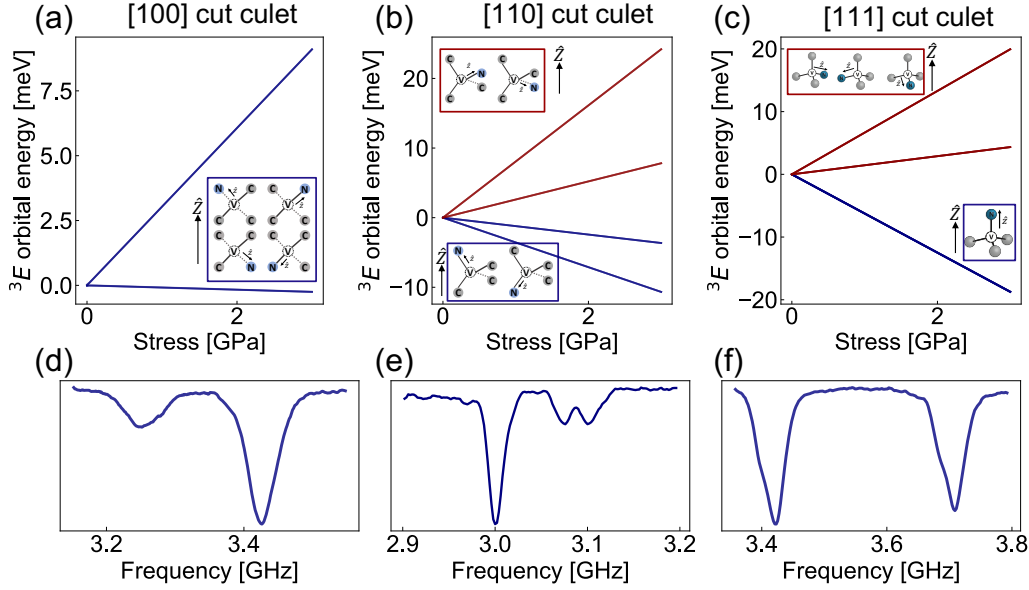 (a) [100] cut culet
(b) [110] cut culet
(c) [111] cut culet
³E orbital energy [meV]
7.5
5.0
2.5
0.0
0 2
Stress [GPa]
Ẑ
N C C N
ẑ ẑ
V V
C C C C
C C C C
V V
ẑ ẑ
C N N C
³E orbital energy [meV]
20
10
0
−10
0 2
Stress [GPa]
C C
V N V C
ẑ ẑ
C C C N
Ẑ
N C
ẑ
V C V C
ẑ
C C N C
Ẑ
³E orbital energy [meV]
20
10
0
−10
−20
0 2
Stress [GPa]
V V V
ẑ ẑ ẑ
N N N
Ẑ
N
ẑ
V
Ẑ
(d)
3.2 3.4
Frequency [GHz]
(e)
2.9 3.0 3.1 3.2
Frequency [GHz]
(f)
3.4 3.6 3.8
Frequency [GHz]